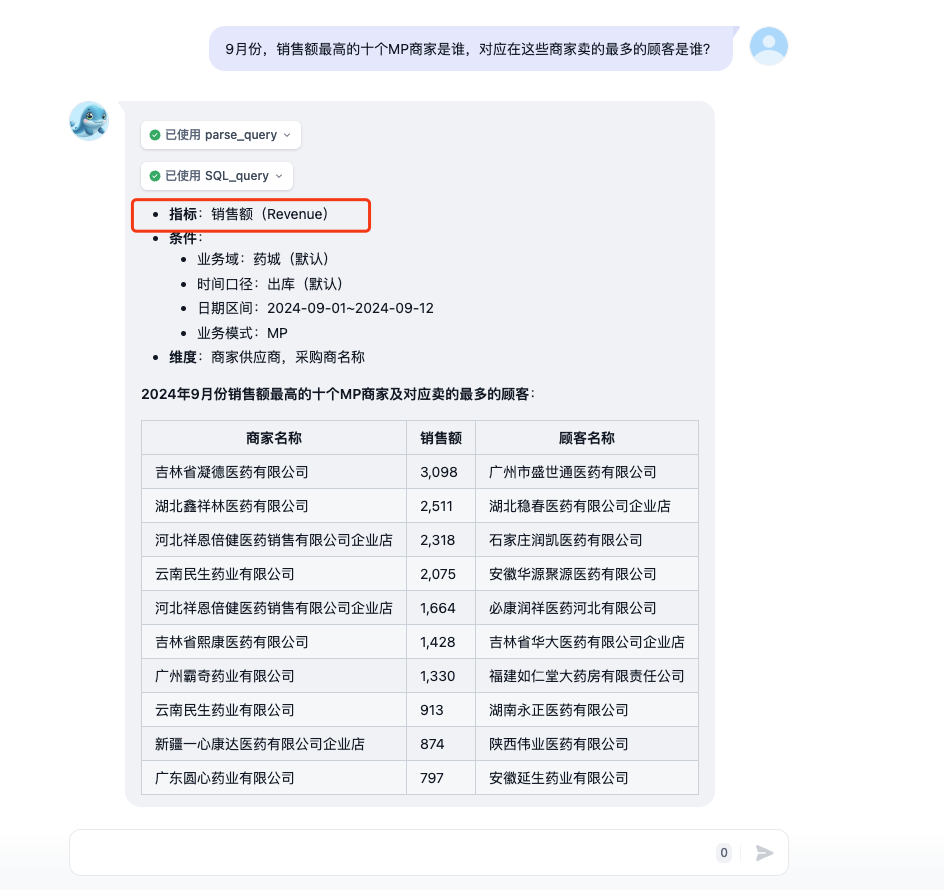 9月份，销售额最高的十个MP商家是谁，对应在这些商家卖的最多的顾客是谁?
已使用 parse_query
已使用 SQL_query
指标：销售额（Revenue）
条件：
业务域：药城（默认）
时间口径：出库（默认）
日期区间：2024-09-01~2024-09-12
业务模式：MP
维度：商家供应商，采购商名称
2024年9月份销售额最高的十个MP商家及对应卖的最多的顾客：
商家名称 销售额 顾客名称
吉林省凝德医药有限公司 3,098 广州市盛世通医药有限公司
湖北鑫祥林医药有限公司 2,511 湖北稳春医药有限公司企业店
河北祥恩倍健医药销售有限公司企业店 2,318 石家庄润凯医药有限公司
云南民生药业有限公司 2,075 安徽华源聚源医药有限公司
河北祥恩倍健医药销售有限公司企业店 1,664 必康润祥医药河北有限公司
吉林省熙康医药有限公司 1,428 吉林省华大医药有限公司企业店
广州霸奇药业有限公司 1,330 福建如仁堂大药房有限责任公司
云南民生药业有限公司 913 湖南永正医药有限公司
新疆一心康达医药有限公司企业店 874 陕西伟业医药有限公司
广东圆心药业有限公司 797 安徽延生药业有限公司
0